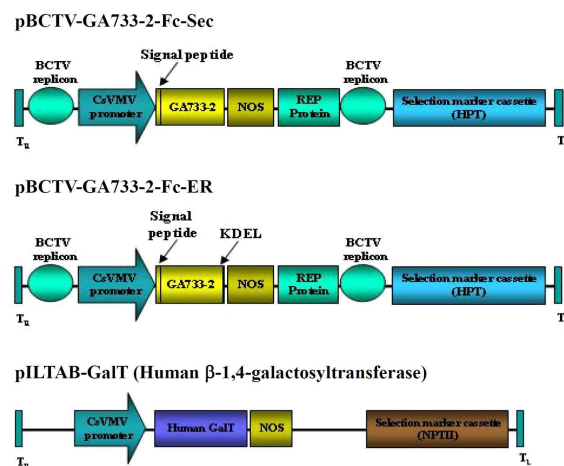 pBCTV-GA733-2-Fc-Sec
Signal peptide
BCTV
replicon
BCTV
replicon
CsVMV
promoter
GA733-2
NOS
REP
Protein
Selection marker cassette
(HPT)
T
pBCTV-GA733-2-Fc-ER
Signal
peptide
KDEL
BCTV
replicon
BCTV
replicon
CsVMV
promoter
GA733-2
NOS
REP
Protein
Selection marker cassette
(HPT)
T
pILTAB-GalT (Human β-1,4-galactosyltransferase)
CsVMV
promoter
Human GalT
NOS
Selection marker cassette
(NPTII)